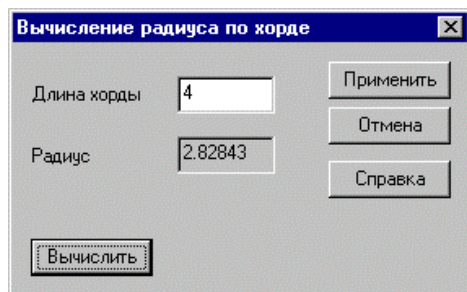 Вычисление радиуса по хорде
Длина хорды 4
Применить
Отмена
Радиус 2.82843
Справка
Вычислить